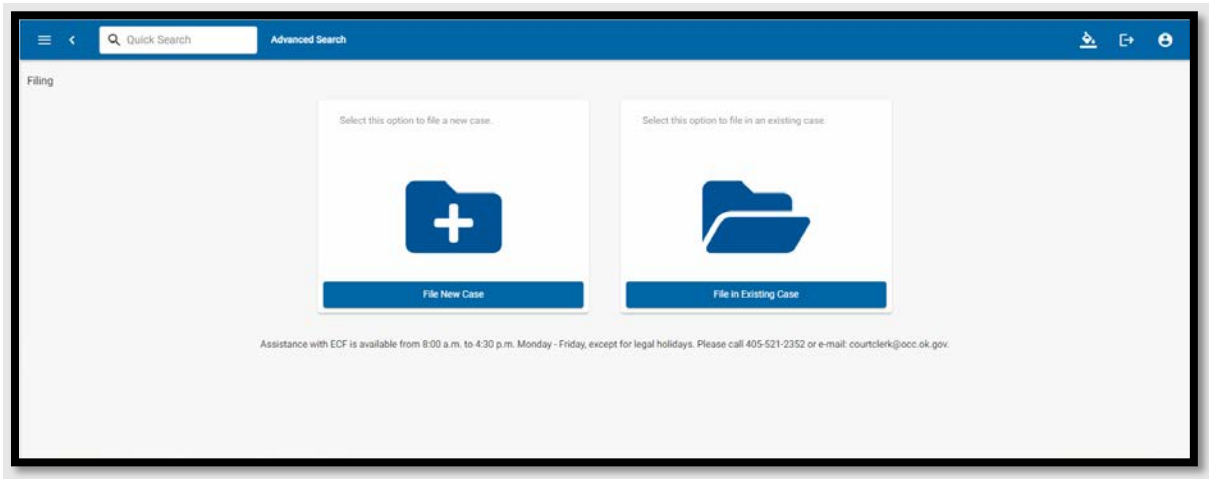 Quick Search
Advanced Search
Filing
Select this option to file a new case.
File New Case
Select this option to file in an existing case.
File in Existing Case
Assistance with ECF is available from 8:00 a.m. to 4:30 p.m. Monday - Friday, except for legal holidays. Please call 405-521-2352 or e-mail: courtclerk@occ.ok.gov.